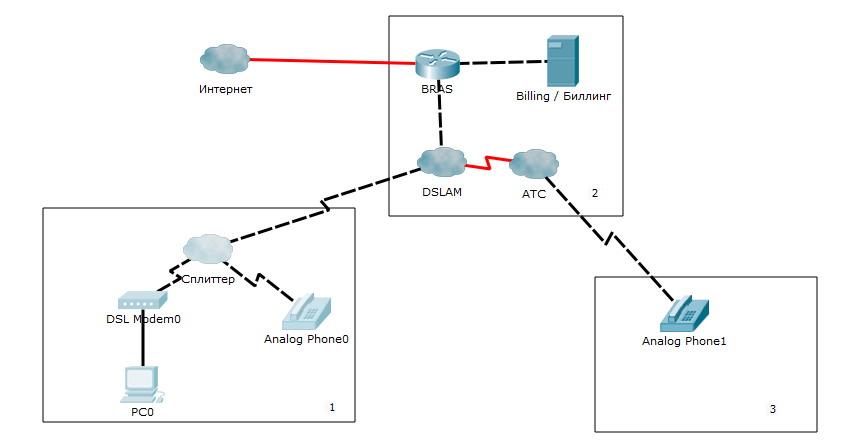 Интернет
BRAS
Billing / Биллинг
DSLAM
АТС
2
Сплиттер
DSL Modem0
Analog Phone0
PC0
1
Analog Phone1
3